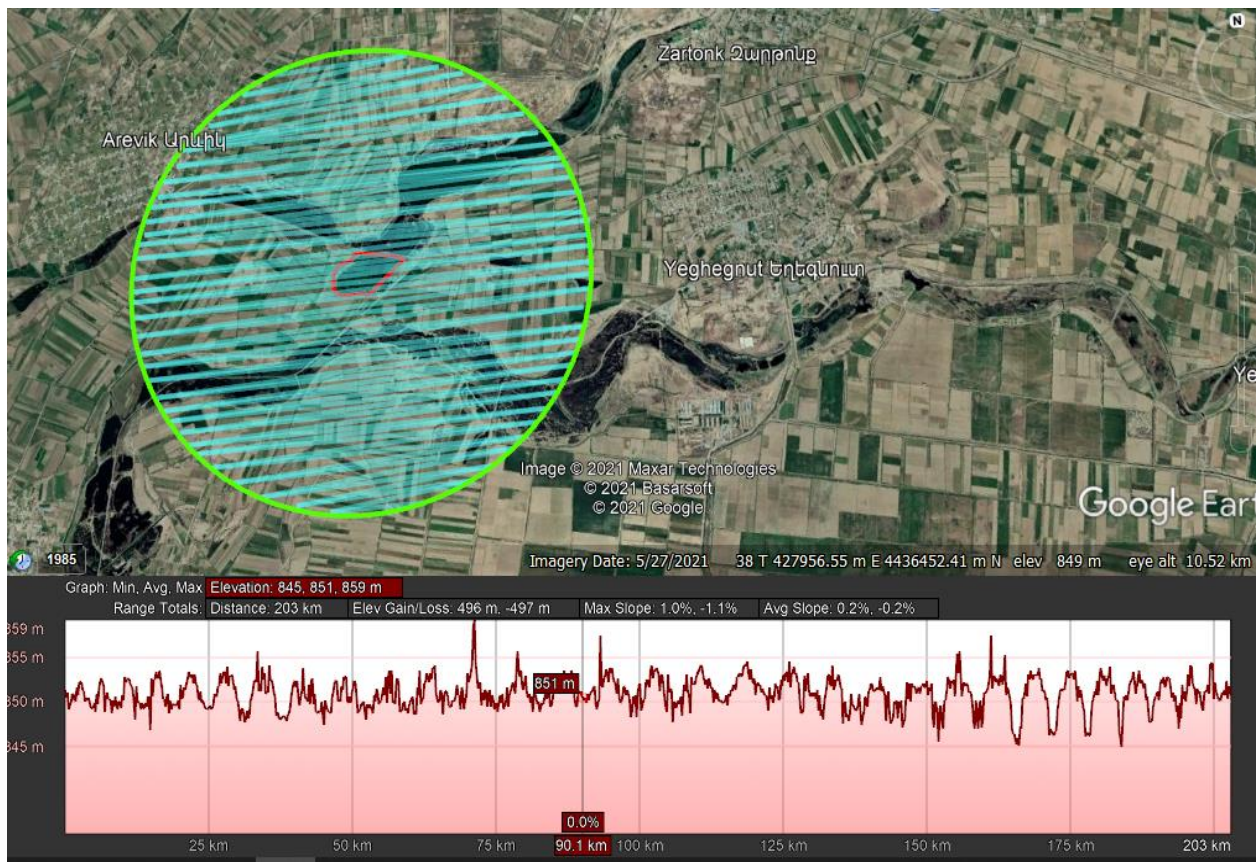 N
Zartonk Զարթոնք
Arevik Արևիկ
Yeghegnut Եղեգնուտ
Ye
Image © 2021 Maxar Technologies
© 2021 Basarsoft
© 2021 Google
Google Ear
1985
Imagery Date: 5/27/2021 38 T 427956.55 m E 4436452.41 m N elev 849 m eye alt 10.52 km
Graph: Min, Avg, Max Elevation: 845, 851, 859 m
Range Totals: Distance: 203 km Elev Gain/Loss: 496 m, -497 m Max Slope: 1.0%, -1.1% Avg Slope: 0.2%, -0.2%
859 m
855 m
851 m
850 m
845 m
0.0%
25 km 50 km 75 km 90.1 km 100 km 125 km 150 km 175 km 203 km